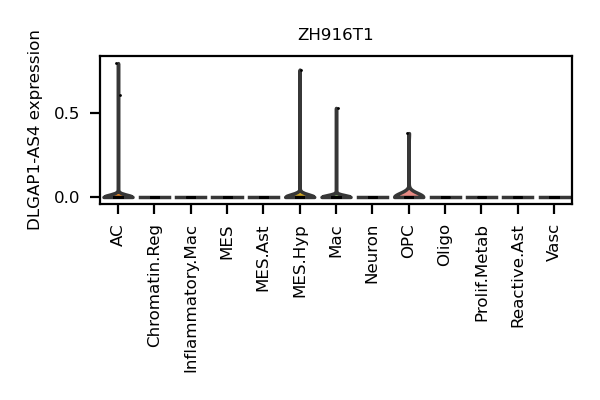 ZH916T1
DLGAP1-AS4 expression
0.5
0.0
AC
Chromatin.Reg
Inflammatory.Mac
MES
MES.Ast
MES.Hyp
Mac
Neuron
OPC
Oligo
Prolif.Metab
Reactive.Ast
Vasc